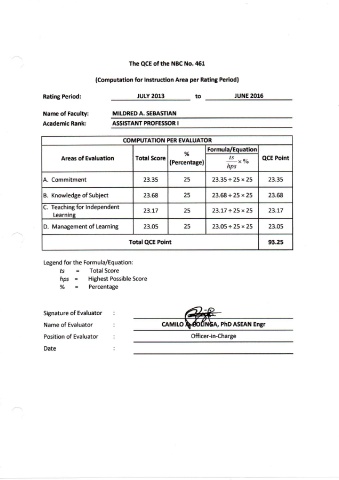 The QCE of the NBC No. 461
(Computation for Instruction Area per Rating Period)
Rating Period: JULY 2013 to JUNE 2016
Name of Faculty: MILDRED A. SEBASTIAN
Academic Rank: ASSISTANT PROFESSOR I
COMPUTATION PER EVALUATOR
Areas of Evaluation Total Score % (Percentage) Formula/Equation ts/hps x % QCE Point
A. Commitment 23.35 25 23.35 ÷ 25 x 25 23.35
B. Knowledge of Subject 23.68 25 23.68 ÷ 25 x 25 23.68
C. Teaching for Independent Learning 23.17 25 23.17 ÷ 25 x 25 23.17
D. Management of Learning 23.05 25 23.05 ÷ 25 x 25 23.05
Total QCE Point 93.25
Legend for the Formula/Equation:
ts = Total Score
hps = Highest Possible Score
% = Percentage
Signature of Evaluator :
Name of Evaluator : CAMILO PhD ASEAN Engr
Position of Evaluator : Officer-in-Charge
Date :